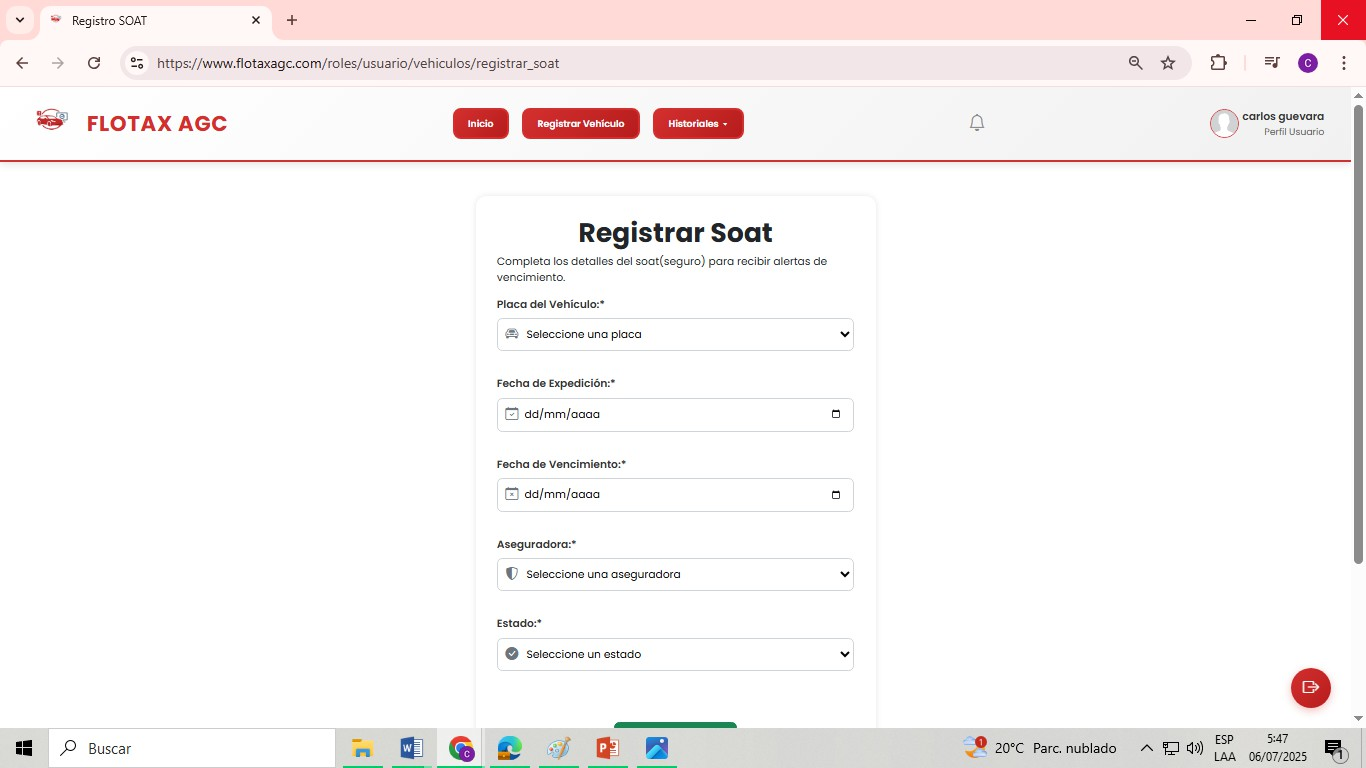 Registro SOAT
https://www.flotaxagc.com/roles/usuario/vehiculos/registrar_soat
C
FLOTAX AGC
Inicio
Registrar Vehículo
Historiales
carlos guevara
Perfil Usuario
Registrar Soat
Completa los detalles del soat(seguro) para recibir alertas de
vencimiento.
Placa del Vehículo:*
Seleccione una placa
Fecha de Expedición:*
dd/mm/aaaa
Fecha de Vencimiento:*
dd/mm/aaaa
Aseguradora:*
Seleccione una aseguradora
Estado:*
Seleccione un estado
Buscar
C
1
20°C Parc. nublado
ESP
LAA
5:47
06/07/2025
1